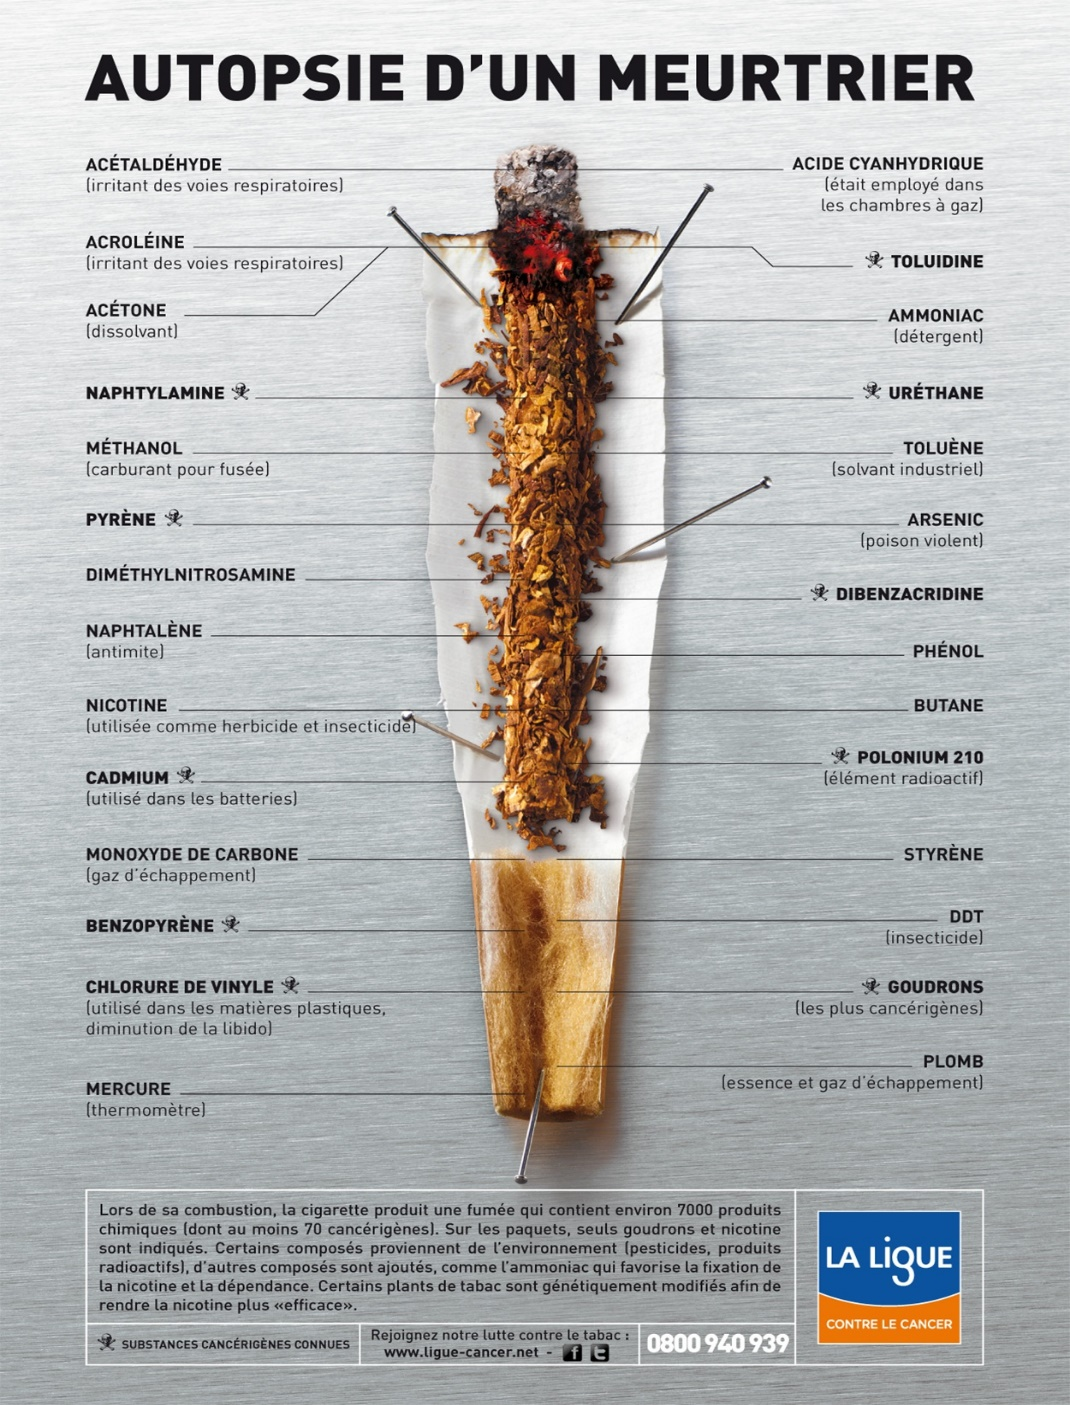 AUTOPSIE D'UN MEURTRIER
ACÉTALDÉHYDE
(irritant des voies respiratoires)
ACROLÉINE
(irritant des voies respiratoires)
ACÉTONE
(dissolvant)
NAPHTYLAMINE
MÉTHANOL
(carburant pour fusée)
PYRÈNE
DIMÉTHYLNITROSAMINE
NAPHTALÈNE
(antimite)
NICOTINE
(utilisée comme herbicide et insecticide)
CADMIUM
(utilisé dans les batteries)
MONOXYDE DE CARBONE
(gaz d'échappement)
BENZOPYRÈNE
CHLORURE DE VINYLE
(utilisé dans les matières plastiques,
diminution de la libido)
MERCURE
(thermomètre)
ACIDE CYANHYDRIQUE
(était employé dans
les chambres à gaz)
TOLUIDINE
AMMONIAC
(détergent)
URÉTHANE
TOLUÈNE
(solvant industriel)
ARSENIC
(poison violent)
DIBENZACRIDINE
PHÉNOL
BUTANE
POLONIUM 210
(élément radioactif)
STYRÈNE
DDT
(insecticide)
GOUDRONS
(les plus cancérigènes)
PLOMB
(essence et gaz d'échappement)
Lors de sa combustion, la cigarette produit une fumée qui contient environ 7000 produits
chimiques (dont au moins 70 cancérigènes). Sur les paquets, seuls goudrons et nicotine
sont indiqués. Certains composés proviennent de l'environnement (pesticides, produits
radioactifs), d'autres composés sont ajoutés, comme l'ammoniac qui favorise la fixation de
la nicotine et la dépendance. Certains plants de tabac sont génétiquement modifiés afin de
rendre la nicotine plus «efficace».
SUBSTANCES CANCÉRIGÈNES CONNUES
Rejoignez notre lutte contre le tabac :
www.ligue-cancer.net -
0800 940 939
LA LIGUE
CONTRE LE CANCER